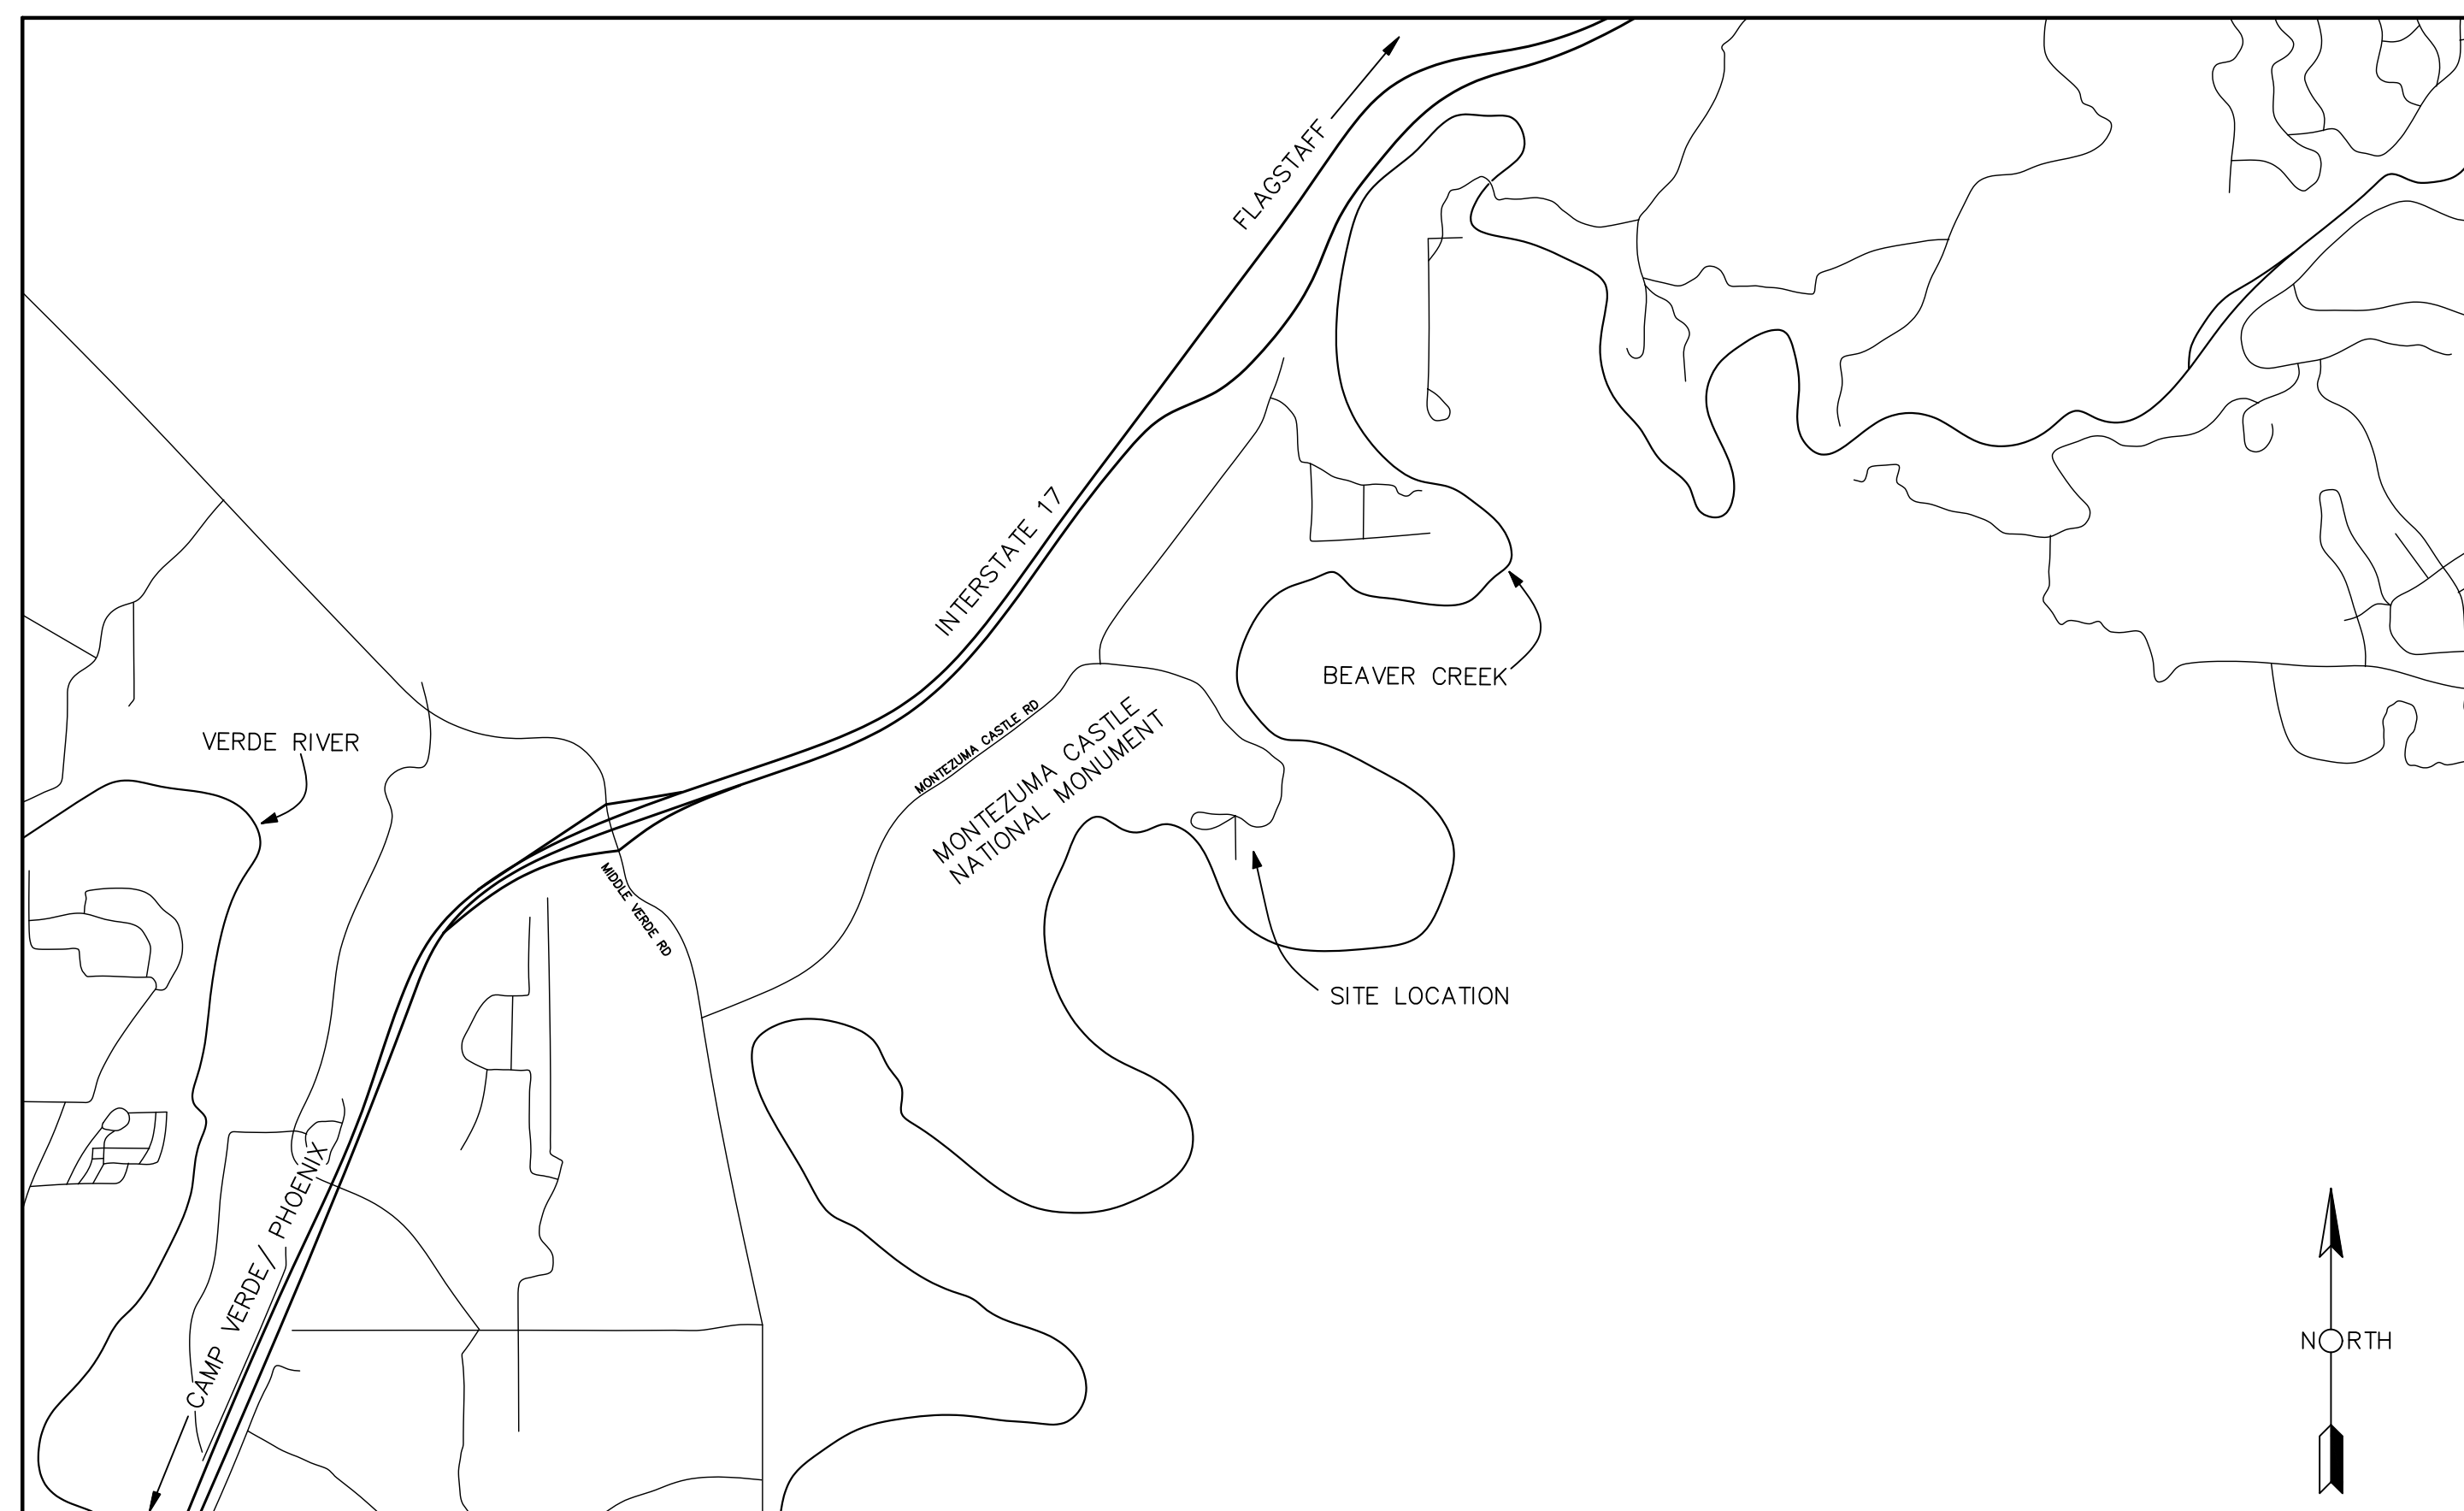 FLAGSTAFF
INTERSTATE 17
BEAVER CREEK
MONTEZUMA CASTLE RD
MONTEZUMA CASTLE
NATIONAL MONUMENT
VERDE RIVER
MIDDLE VERDE RD
SITE LOCATION
CAMP VERDE/ PHOENIX
NORTH